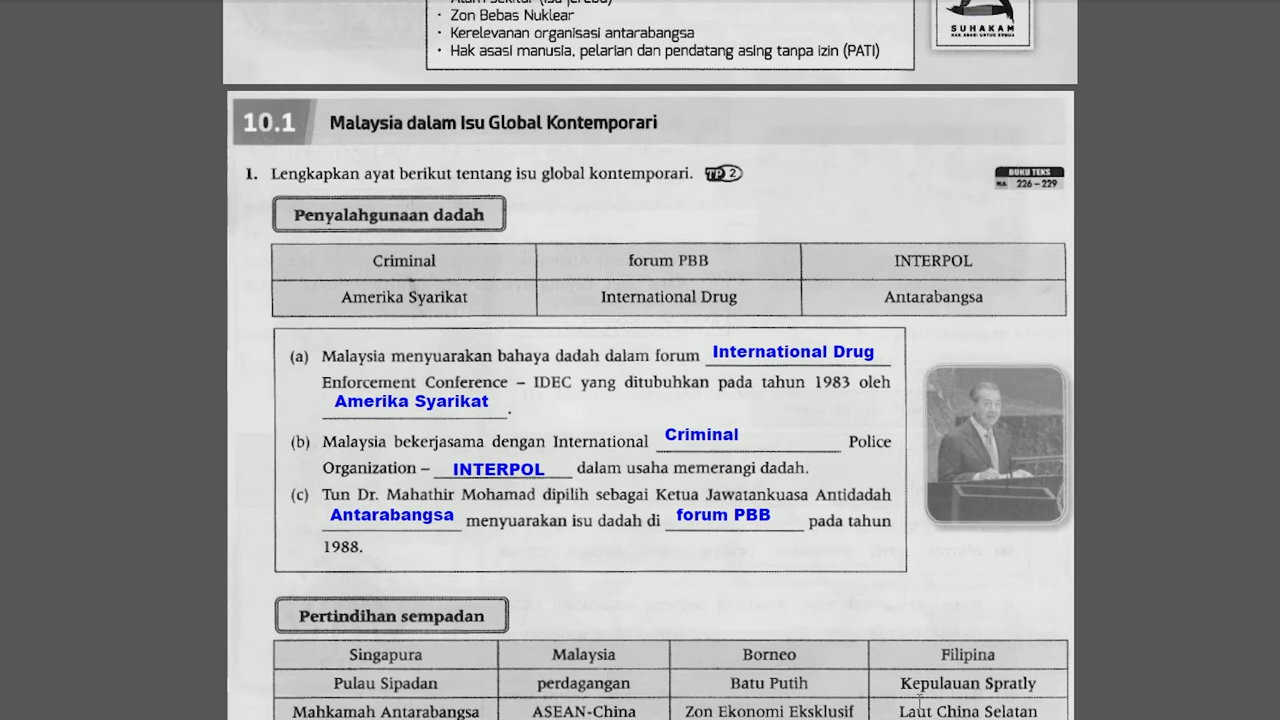 Zon Bebas Nuklear
Kerelevanan organisasi antarabangsa
Hak asasi manusia, pelarian dan pendatang asing tanpa izin (PATI)
SUHAKAM
10.1 Malaysia dalam Isu Global Kontemporari
1. Lengkapkan ayat berikut tentang isu global kontemporari. TP 2
BUKU TEKS
226 – 229
Penyalahgunaan dadah
Criminal forum PBB INTERPOL
Amerika Syarikat International Drug Antarabangsa
(a) Malaysia menyuarakan bahaya dadah dalam forum International Drug
Enforcement Conference – IDEC yang ditubuhkan pada tahun 1983 oleh
Amerika Syarikat.
(b) Malaysia bekerjasama dengan International Criminal Police
Organization – INTERPOL dalam usaha memerangi dadah.
(c) Tun Dr. Mahathir Mohamad dipilih sebagai Ketua Jawatankuasa Antidadah
Antarabangsa menyuarakan isu dadah di forum PBB pada tahun
1988.
Pertindihan sempadan
Singapura Malaysia Borneo Filipina
Pulau Sipadan perdagangan Batu Putih Kepulauan Spratly
Mahkamah Antarabangsa ASEAN-China Zon Ekonomi Eksklusif Laut China Selatan